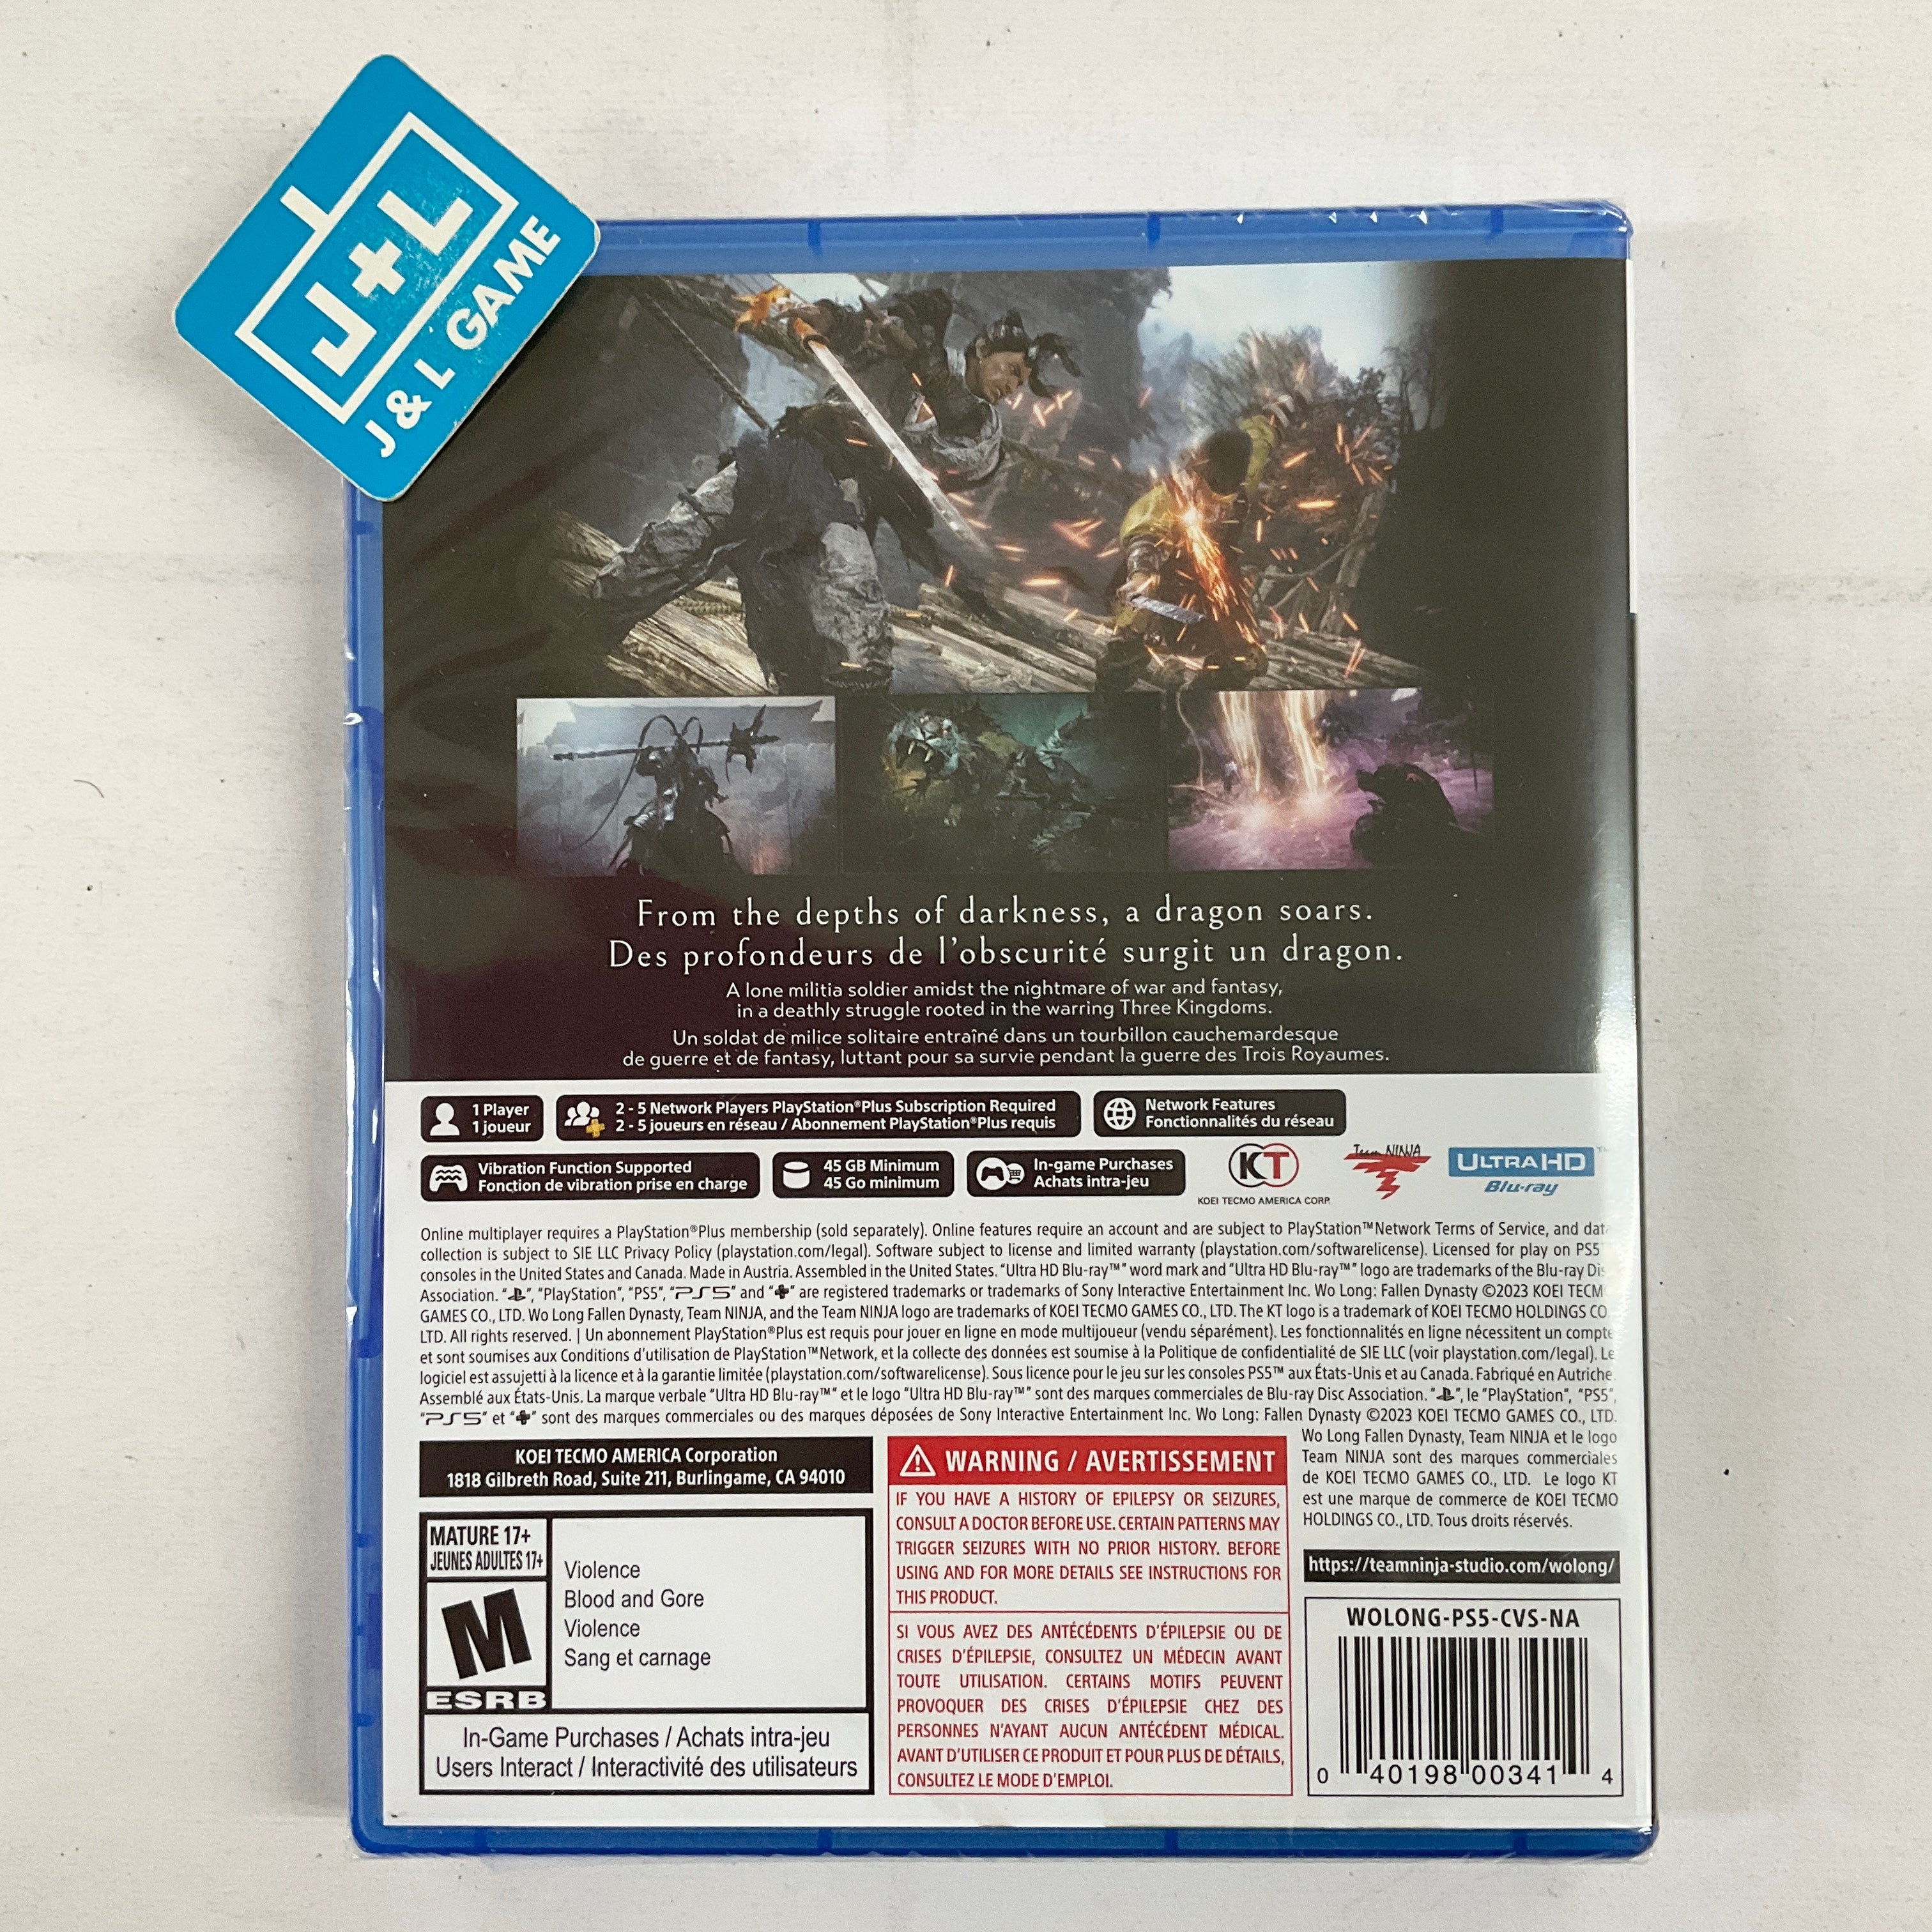 J+L
J & L GAME
From the depths of darkness, a dragon soars.
Des profondeurs de l'obscurité surgit un dragon.
A lone militia soldier amidst the nightmare of war and fantasy,
in a deathly struggle rooted in the warring Three Kingdoms.
Un soldat de milice solitaire entraîné dans un tourbillon cauchemardesque
de guerre et de fantasy, luttant pour sa survie pendant la guerre des Trois Royaumes.
1 Player
1 joueur
2 - 5 Network Players PlayStation®Plus Subscription Required
2 - 5 joueurs en réseau / Abonnement PlayStation®Plus requis
Network Features
Fonctionnalités du réseau
Vibration Function Supported
Fonction de vibration prise en charge
45 GB Minimum
45 Go minimum
In-game Purchases
Achats intra-jeu
KT
KOEI TECMO AMERICA CORP.
Team NINJA
ULTRA HD™
Blu-ray
Online multiplayer requires a PlayStation®Plus membership (sold separately). Online features require an account and are subject to PlayStation™Network Terms of Service, and data
collection is subject to SIE LLC Privacy Policy (playstation.com/legal). Software subject to license and limited warranty (playstation.com/softwarelicense). Licensed for play on PS5™
consoles in the United States and Canada. Made in Austria. Assembled in the United States. "Ultra HD Blu-ray™" word mark and "Ultra HD Blu-ray™" logo are trademarks of the Blu-ray Dis
Association. "", "PlayStation", "PS5", "PS5" and "" are registered trademarks or trademarks of Sony Interactive Entertainment Inc. Wo Long: Fallen Dynasty ©2023 KOEI TECM
GAMES CO., LTD. Wo Long Fallen Dynasty, Team NINJA, and the Team NINJA logo are trademarks of KOEI TECMO GAMES CO., LTD. The KT logo is a trademark of KOEI TECMO HOLDINGS CO
LTD. All rights reserved. | Un abonnement PlayStation®Plus est requis pour jouer en ligne en mode multijoueur (vendu séparément). Les fonctionnalités en ligne nécessitent un compte
et sont soumises aux Conditions d'utilisation de PlayStation™Network, et la collecte des données est soumise à la Politique de confidentialité de SIE LLC (voir playstation.com/legal). Le
logiciel est assujetti à la licence et à la garantie limitée (playstation.com/softwarelicense). Sous licence pour le jeu sur les consoles PS5™ aux États-Unis et au Canada. Fabriqué en Autriche.
Assemblé aux États-Unis. La marque verbale "Ultra HD Blu-ray™" et le logo "Ultra HD Blu-ray™" sont des marques commerciales de Blu-ray Disc Association. "", le "PlayStation", "PS5",
"PS5" et "" sont des marques commerciales ou des marques déposées de Sony Interactive Entertainment Inc. Wo Long: Fallen Dynasty ©2023 KOEI TECMO GAMES CO., LTD.
Wo Long Fallen Dynasty, Team NINJA et le logo
Team NINJA sont des marques commerciales
de KOEI TECMO GAMES CO., LTD. Le logo KT
est une marque de commerce de KOEI TECMO
HOLDINGS CO., LTD. Tous droits réservés.
KOEI TECMO AMERICA Corporation
1818 Gilbreth Road, Suite 211, Burlingame, CA 94010
MATURE 17+
JEUNES ADULTES 17+
M
ESRB
Violence
Blood and Gore
Violence
Sang et carnage
In-Game Purchases / Achats intra-jeu
Users Interact / Interactivité des utilisateurs
WARNING / AVERTISSEMENT
IF YOU HAVE A HISTORY OF EPILEPSY OR SEIZURES,
CONSULT A DOCTOR BEFORE USE. CERTAIN PATTERNS MAY
TRIGGER SEIZURES WITH NO PRIOR HISTORY. BEFORE
USING AND FOR MORE DETAILS SEE INSTRUCTIONS FOR
THIS PRODUCT.
SI VOUS AVEZ DES ANTÉCÉDENTS D'ÉPILEPSIE OU DE
CRISES D'ÉPILEPSIE, CONSULTEZ UN MÉDECIN AVANT
TOUTE UTILISATION. CERTAINS MOTIFS PEUVENT
PROVOQUER DES CRISES D'ÉPILEPSIE CHEZ DES
PERSONNES N'AYANT AUCUN ANTÉCÉDENT MÉDICAL.
AVANT D'UTILISER CE PRODUIT ET POUR PLUS DE DÉTAILS,
CONSULTEZ LE MODE D'EMPLOI.
https://teamninja-studio.com/wolong/
WOLONG-PS5-CVS-NA
0 40198 00341 4